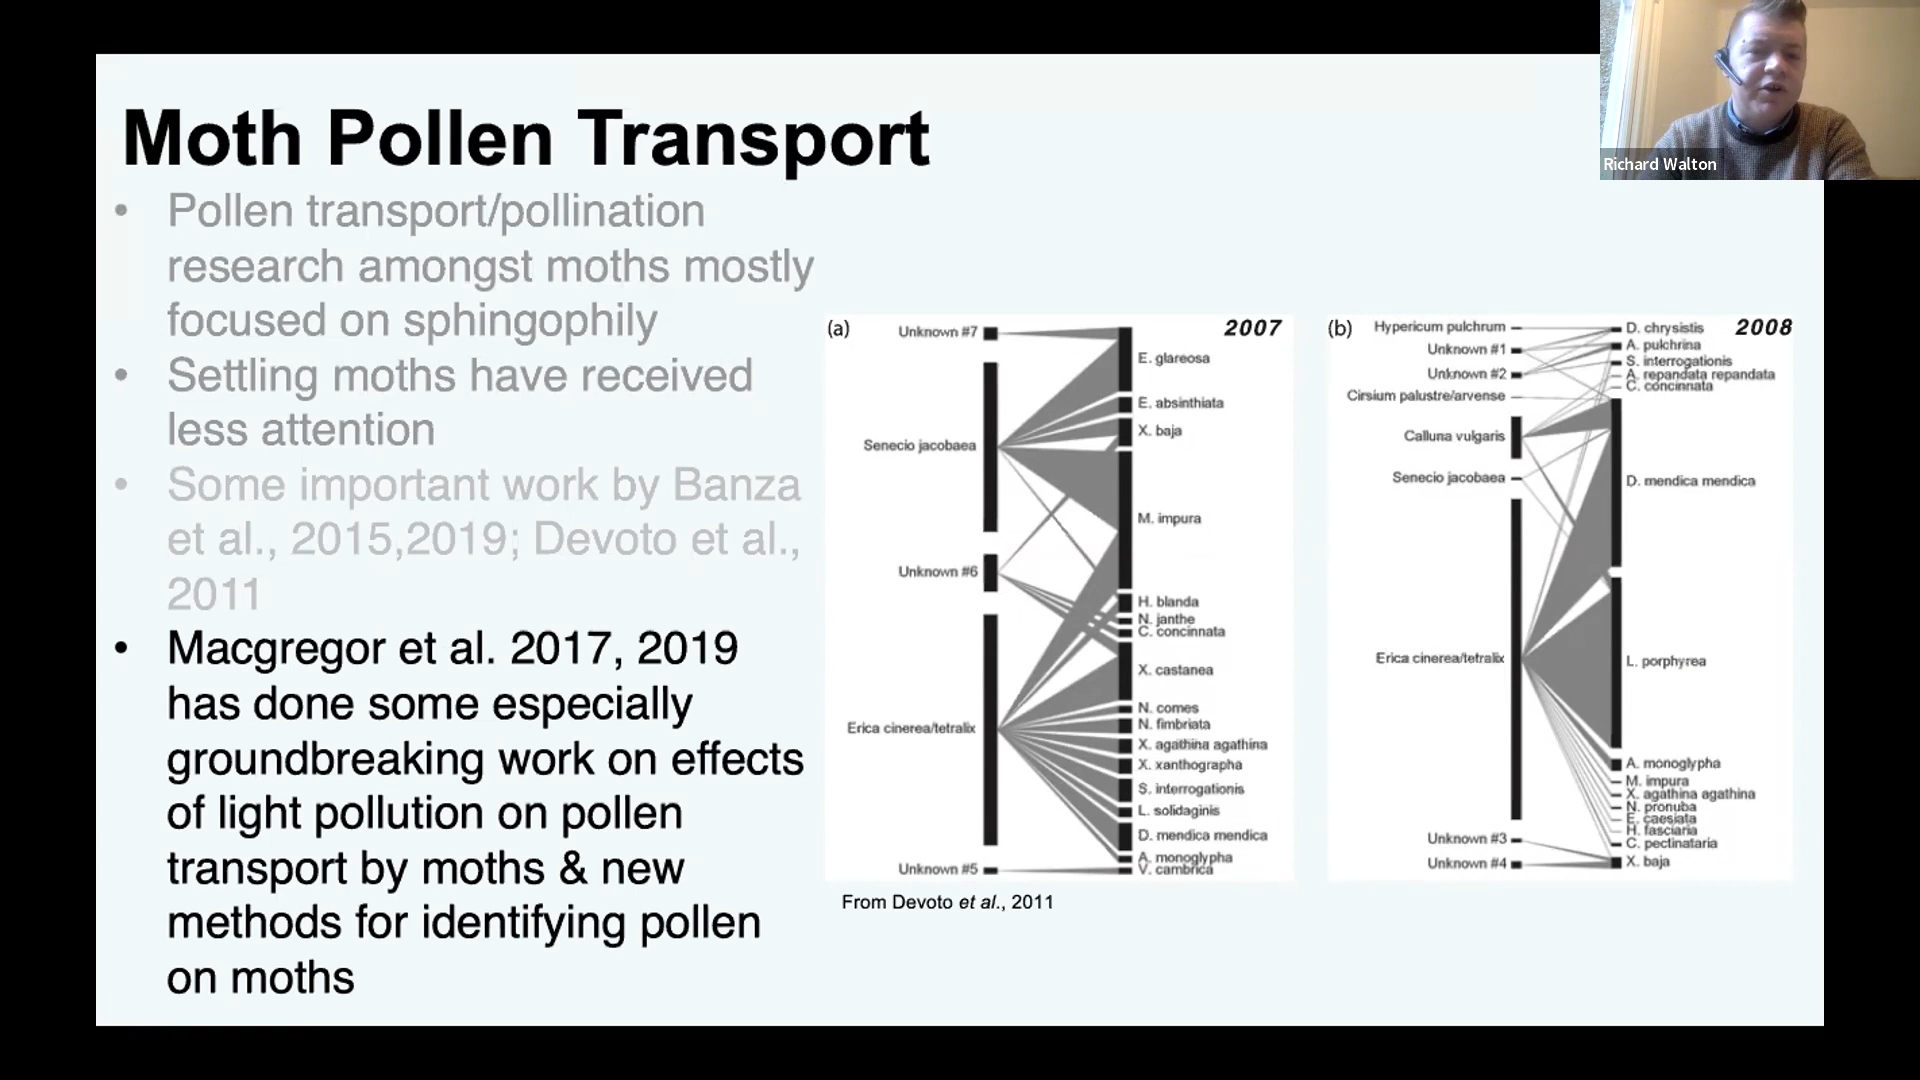 Richard Walton
Moth Pollen Transport
• Pollen transport/pollination
research amongst moths mostly
focused on sphingophily
• Settling moths have received
less attention
• Some important work by Banza
et al., 2015,2019; Devoto et al.,
2011
• Macgregor et al. 2017, 2019
has done some especially
groundbreaking work on effects
of light pollution on pollen
transport by moths & new
methods for identifying pollen
on moths
(a)
2007
Unknown #7
Senecio jacobaea
Unknown #6
Erica cinerea/tetralix
Unknown #5
E. glareosa
E. absinthiata
X. baja
M. impura
H. blanda
N. janthe
C. concinnata
X. castanea
N. comes
N. fimbriata
X. agathina agathina
X. xanthographa
S. interrogationis
L. solidaginis
D. mendica mendica
A. monoglypha
V. cambrica
(b)
2008
Hypericum pulchrum
Unknown #1
Unknown #2
Cirsium palustre/arvense
Calluna vulgaris
Senecio jacobaea
Erica cinerea/tetralix
Unknown #3
Unknown #4
D. chrysistis
A. pulchrina
S. interrogationis
A. repandata repandata
C. concinnata
D. mendica mendica
L. porphyrea
A. monoglypha
M. impura
X. agathina agathina
N. pronuba
E. caesiata
H. fasciaria
C. pectinataria
X. baja
From Devoto et al., 2011